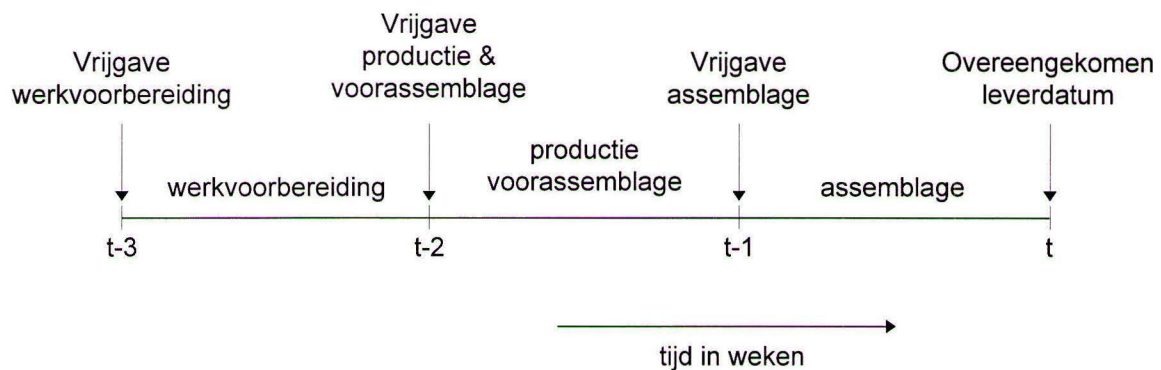 Vrijgave
werkvoorbereiding
Vrijgave
productie &
voorassemblage
Vrijgave
assemblage
Overeengekomen
leverdatum
werkvoorbereiding
productie
voorassemblage
assemblage
t-3
t-2
t-1
t
tijd in weken